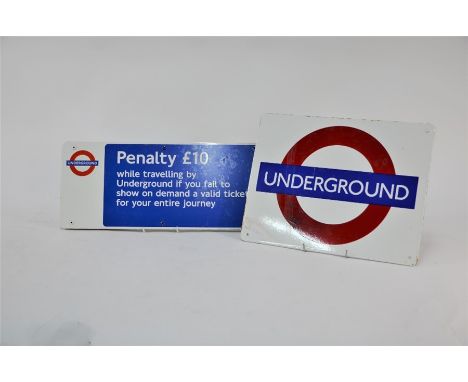 UNDERGROUND
Penalty £10
while travelling by
Underground if you fail to
show on demand a valid ticket
for your entire journey
UNDERGROUND